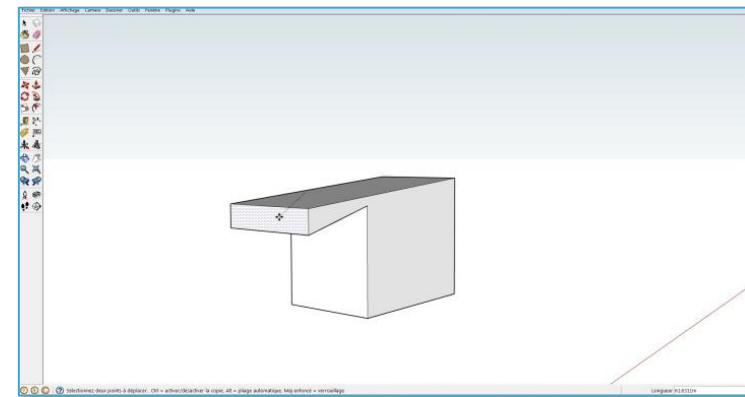 Fichier Edition Affichage Caméra Dessiner Outils Fenêtre Plugins Aide
Sélectionnez deux points à déplacer. Ctrl = activer/désactiver la copie, Alt = pliage automatique, Maj enfoncé = verrouillage
Longueur